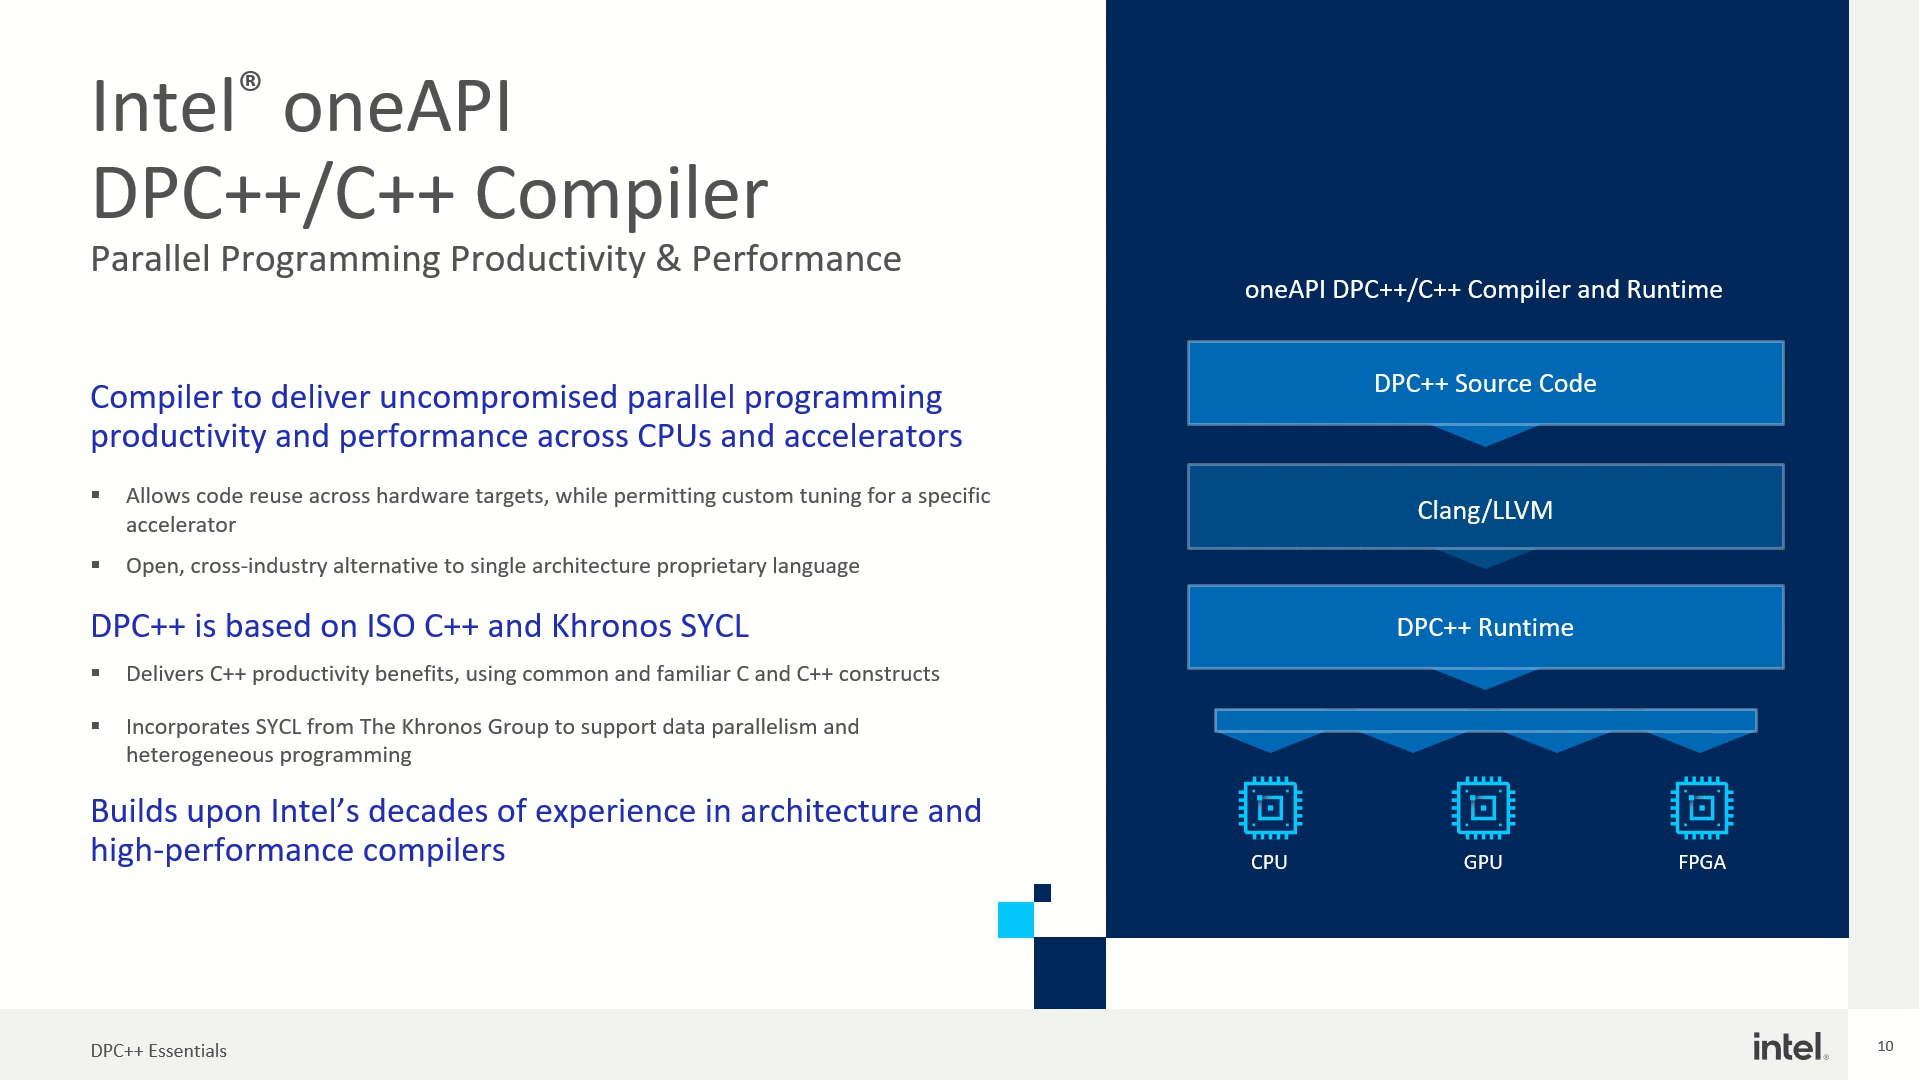 Intel® oneAPI
DPC++/C++ Compiler
Parallel Programming Productivity & Performance
Compiler to deliver uncompromised parallel programming
productivity and performance across CPUs and accelerators
▪ Allows code reuse across hardware targets, while permitting custom tuning for a specific
accelerator
▪ Open, cross-industry alternative to single architecture proprietary language
DPC++ is based on ISO C++ and Khronos SYCL
▪ Delivers C++ productivity benefits, using common and familiar C and C++ constructs
▪ Incorporates SYCL from The Khronos Group to support data parallelism and
heterogeneous programming
Builds upon Intel’s decades of experience in architecture and
high-performance compilers
oneAPI DPC++/C++ Compiler and Runtime
DPC++ Source Code
Clang/LLVM
DPC++ Runtime
CPU
GPU
FPGA
DPC++ Essentials
intel®
10